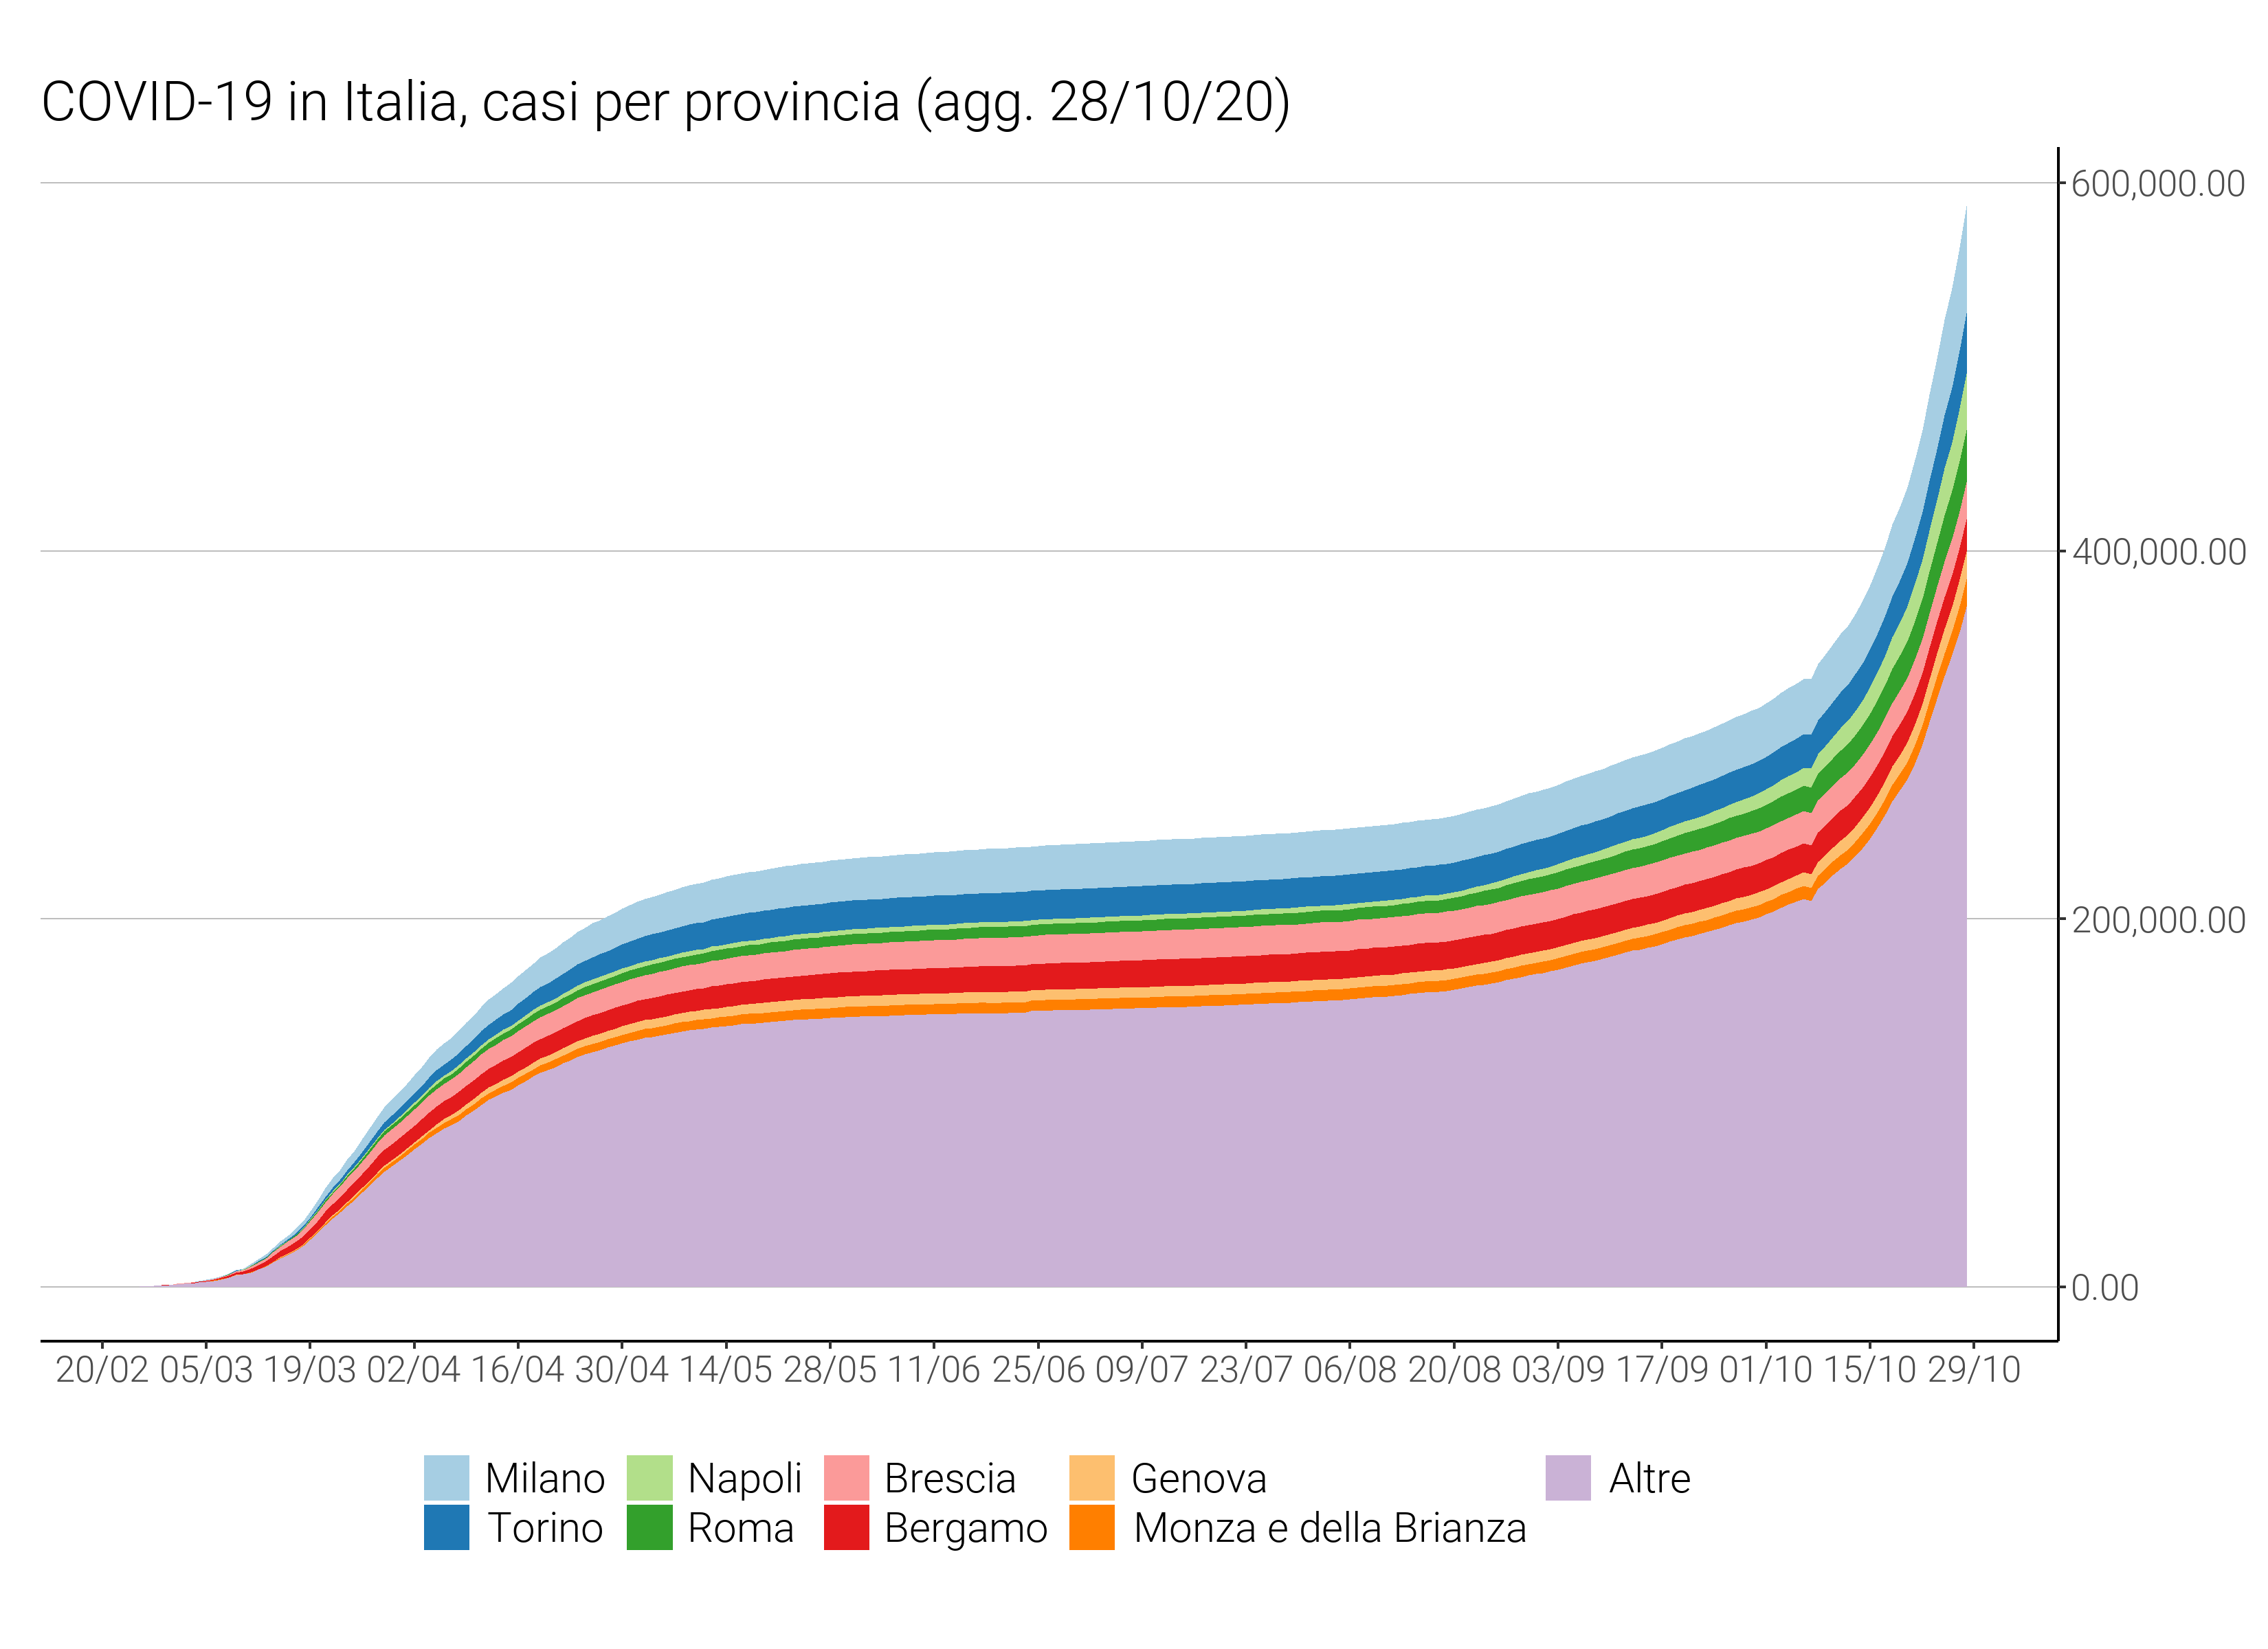 COVID-19 in Italia, casi per provincia (agg. 28/10/20)
600,000.00
400,000.00
200,000.00
0.00
20/02 05/03 19/03 02/04 16/04 30/04 14/05 28/05 11/06 25/06 09/07 23/07 06/08 20/08 03/09 17/09 01/10 15/10 29/10
Milano Napoli Brescia Genova Altre
Torino Roma Bergamo Monza e della Brianza